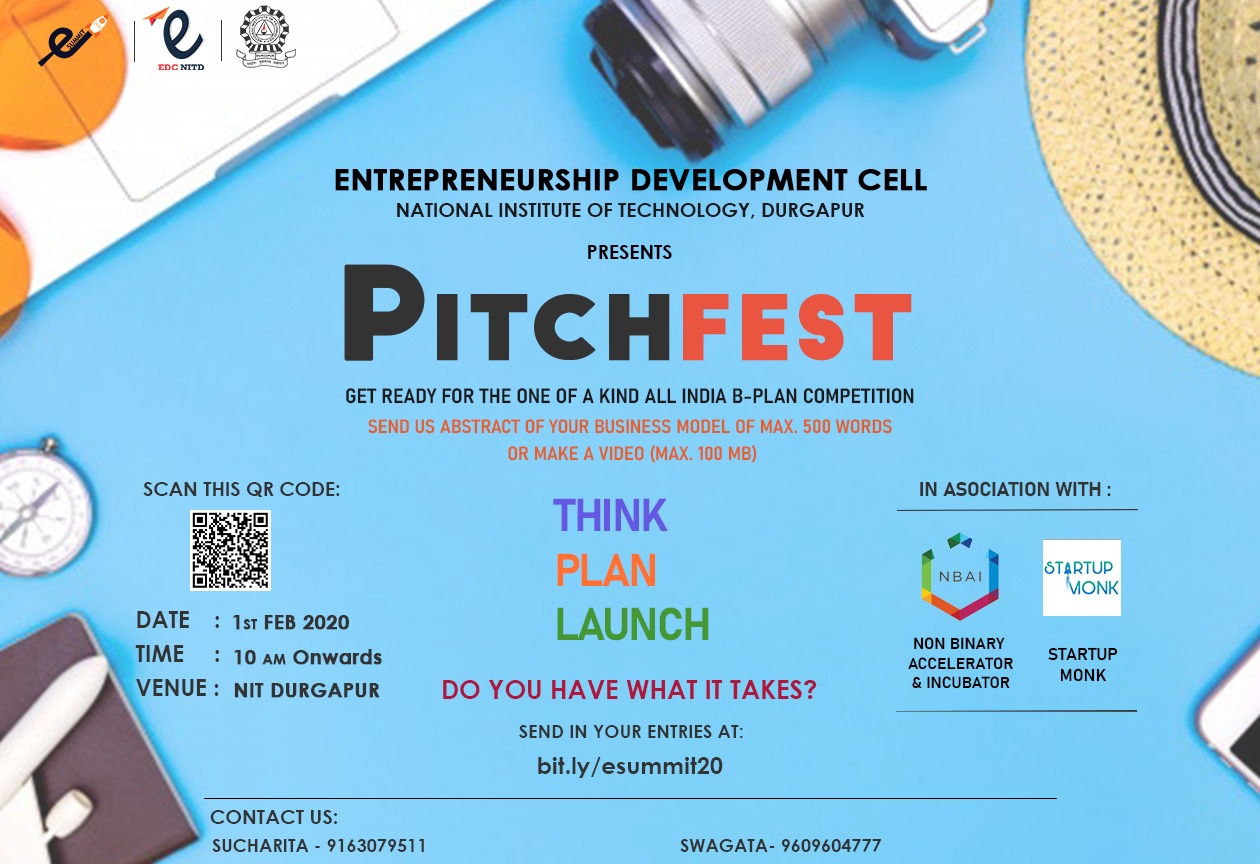 e SUMMIT
e
EDC NITD
ENTREPRENEURSHIP DEVELOPMENT CELL
NATIONAL INSTITUTE OF TECHNOLOGY, DURGAPUR
PRESENTS
PITCHFEST
GET READY FOR THE ONE OF A KIND ALL INDIA B-PLAN COMPETITION
SEND US ABSTRACT OF YOUR BUSINESS MODEL OF MAX. 500 WORDS
OR MAKE A VIDEO (MAX. 100 MB)
SCAN THIS QR CODE:
DATE : 1ST FEB 2020
TIME : 10 AM Onwards
VENUE : NIT DURGAPUR
THINK
PLAN
LAUNCH
DO YOU HAVE WHAT IT TAKES?
SEND IN YOUR ENTRIES AT:
bit.ly/esummit20
IN ASOCIATION WITH :
NBAI
NON BINARY
ACCELERATOR
& INCUBATOR
STARTUP
MONK
STARTUP
MONK
CONTACT US:
SUCHARITA - 9163079511
SWAGATA- 9609604777